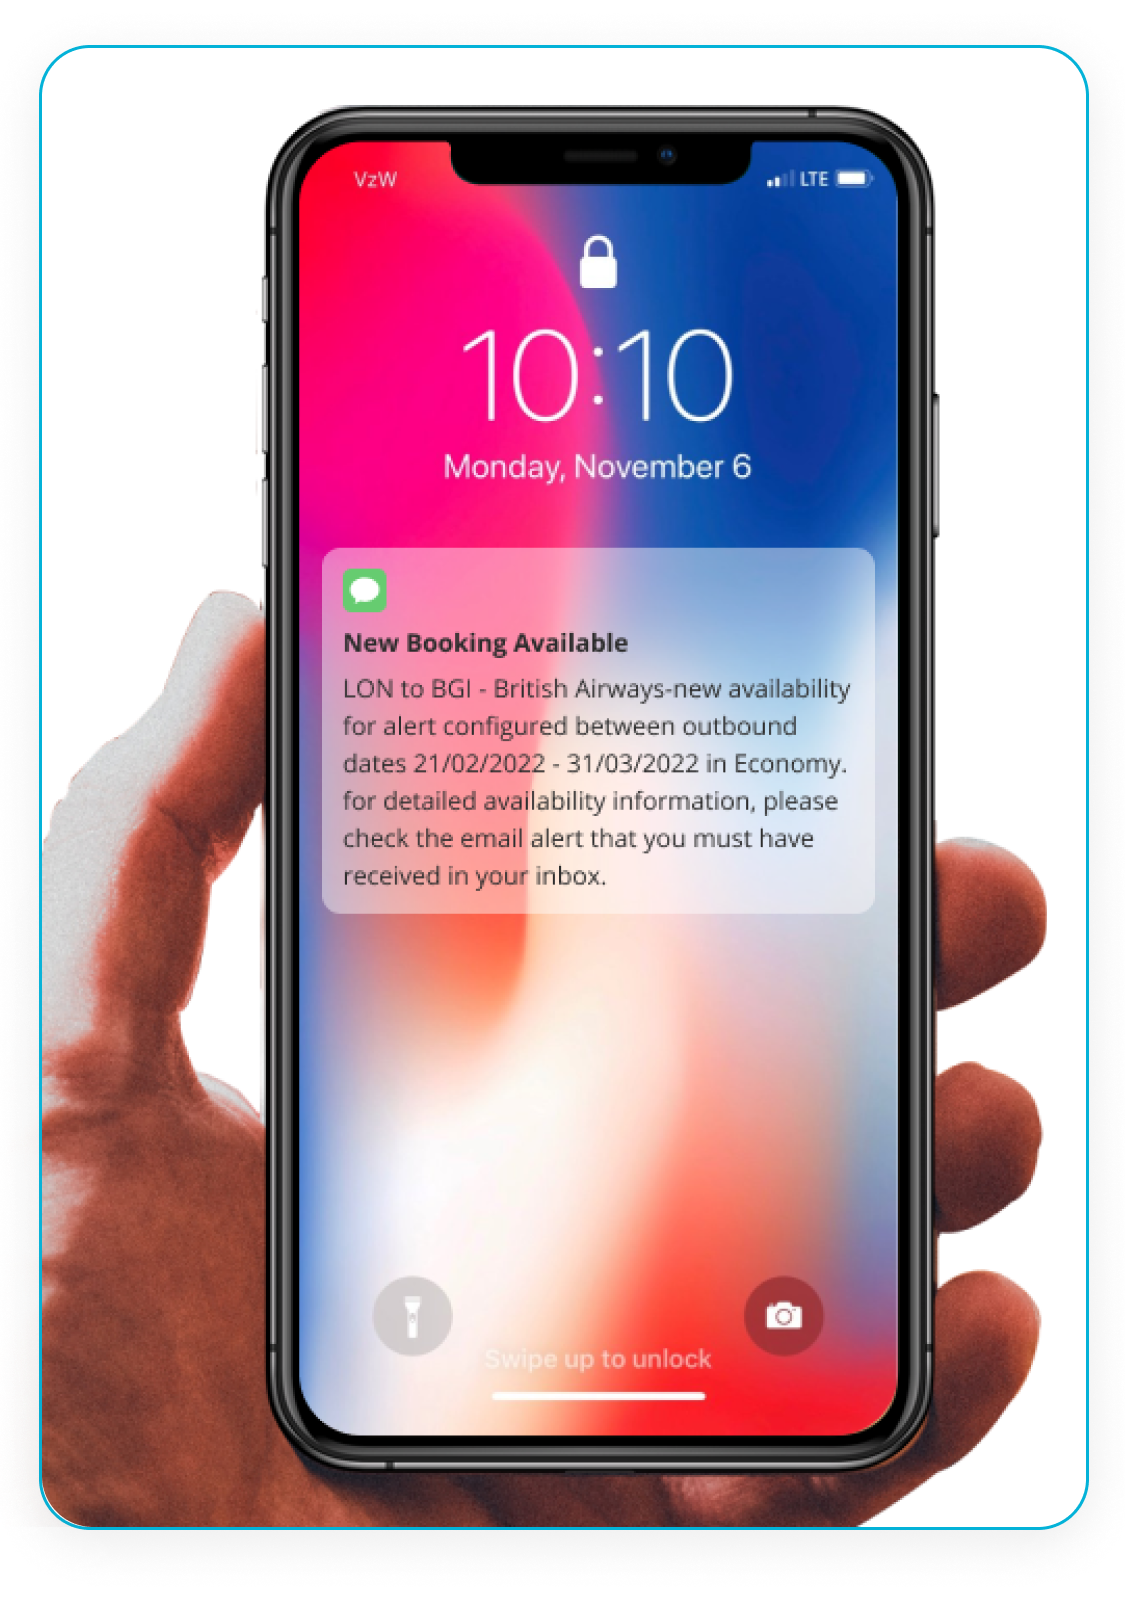 VzW
LTE
10:10
Monday, November 6
New Booking Available
LON to BGI - British Airways-new availability
for alert configured between outbound
dates 21/02/2022 - 31/03/2022 in Economy.
for detailed availability information, please
check the email alert that you must have
received in your inbox.
Swipe up to unlock